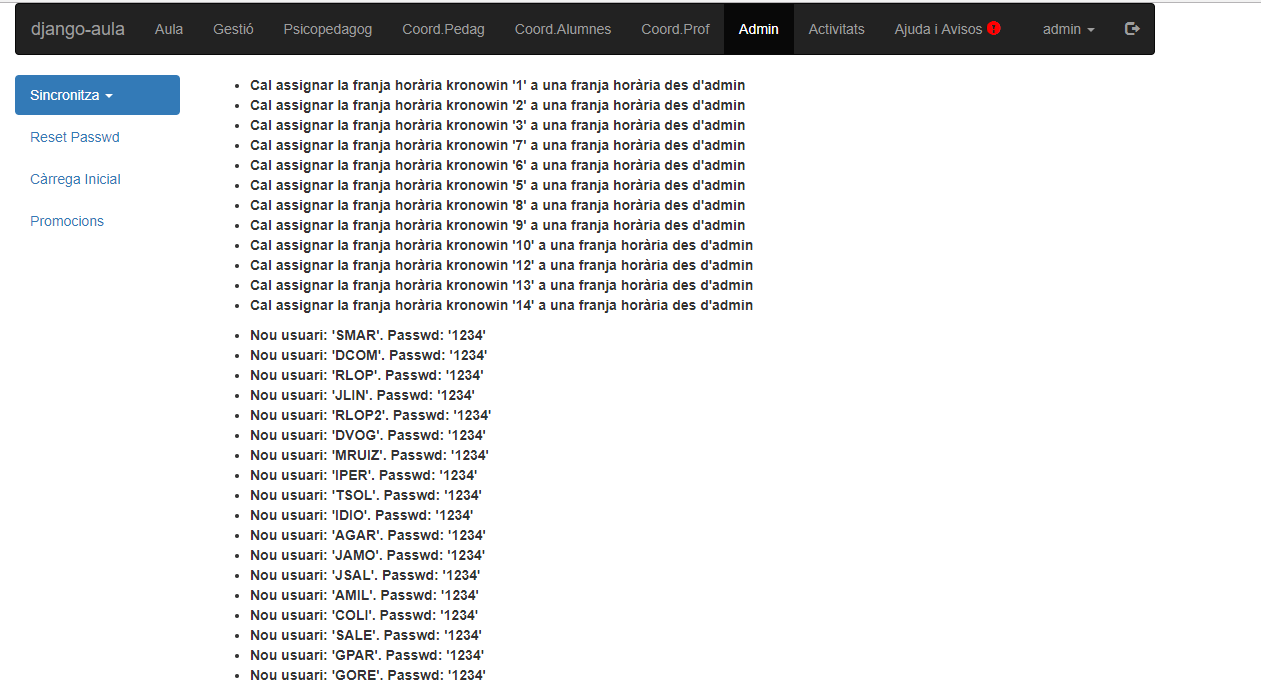 django-aula Aula Gestió Psicopedagog Coord.Pedag Coord.Alumnes Coord.Prof Admin Activitats Ajuda i Avisos ! admin
Sincronitza
Reset Passwd
Càrrega Inicial
Promocions
Cal assignar la franja horària kronowin '1' a una franja horària des d'admin
Cal assignar la franja horària kronowin '2' a una franja horària des d'admin
Cal assignar la franja horària kronowin '3' a una franja horària des d'admin
Cal assignar la franja horària kronowin '7' a una franja horària des d'admin
Cal assignar la franja horària kronowin '6' a una franja horària des d'admin
Cal assignar la franja horària kronowin '5' a una franja horària des d'admin
Cal assignar la franja horària kronowin '8' a una franja horària des d'admin
Cal assignar la franja horària kronowin '9' a una franja horària des d'admin
Cal assignar la franja horària kronowin '10' a una franja horària des d'admin
Cal assignar la franja horària kronowin '12' a una franja horària des d'admin
Cal assignar la franja horària kronowin '13' a una franja horària des d'admin
Cal assignar la franja horària kronowin '14' a una franja horària des d'admin
Nou usuari: 'SMAR'. Passwd: '1234'
Nou usuari: 'DCOM'. Passwd: '1234'
Nou usuari: 'RLOP'. Passwd: '1234'
Nou usuari: 'JLIN'. Passwd: '1234'
Nou usuari: 'RLOP2'. Passwd: '1234'
Nou usuari: 'DVOG'. Passwd: '1234'
Nou usuari: 'MRUIZ'. Passwd: '1234'
Nou usuari: 'IPER'. Passwd: '1234'
Nou usuari: 'TSOL'. Passwd: '1234'
Nou usuari: 'IDIO'. Passwd: '1234'
Nou usuari: 'AGAR'. Passwd: '1234'
Nou usuari: 'JAMO'. Passwd: '1234'
Nou usuari: 'JSAL'. Passwd: '1234'
Nou usuari: 'AMIL'. Passwd: '1234'
Nou usuari: 'COLI'. Passwd: '1234'
Nou usuari: 'SALE'. Passwd: '1234'
Nou usuari: 'GPAR'. Passwd: '1234'
Nou usuari: 'GORE'. Passwd: '1234'